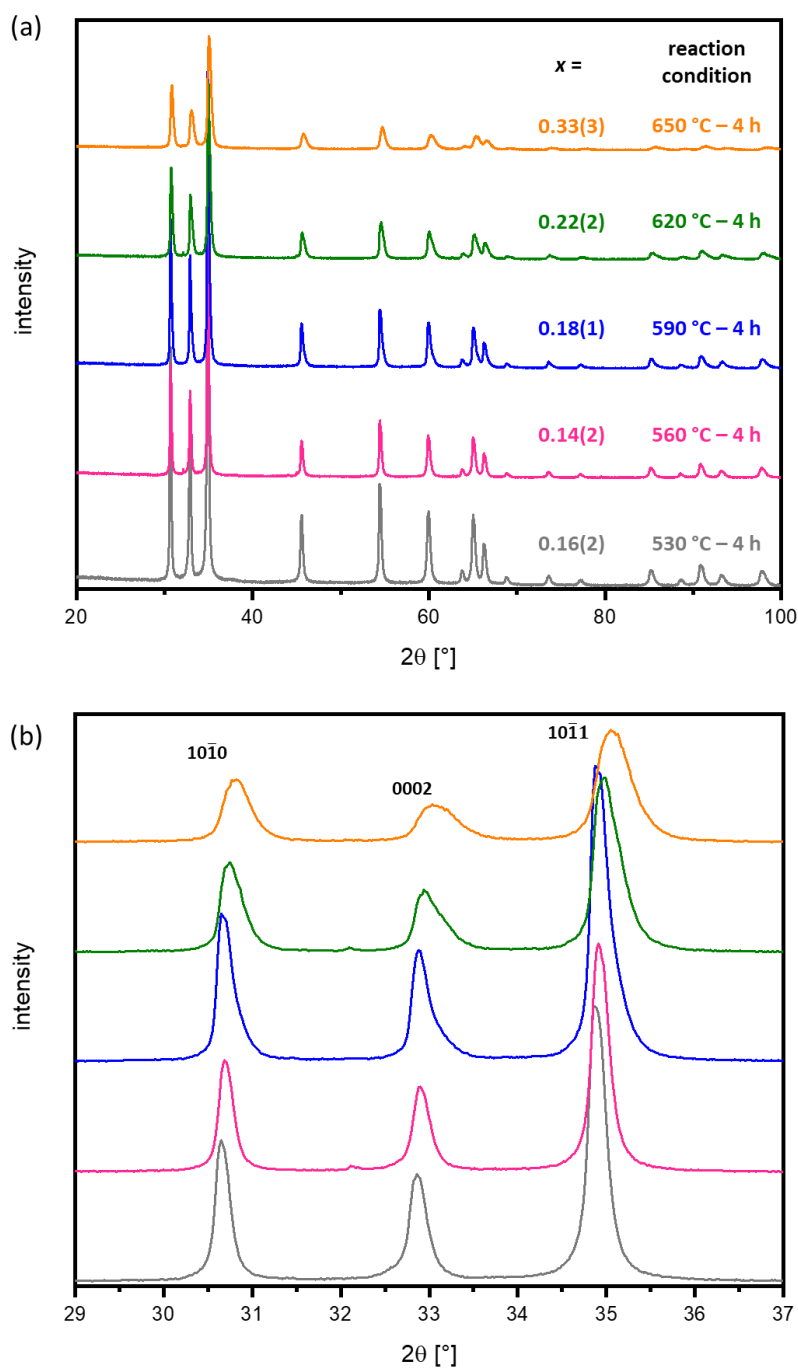 (a)
x =
reaction
condition
0.33(3) 650 °C – 4 h
0.22(2) 620 °C – 4 h
0.18(1) 590 °C – 4 h
0.14(2) 560 °C – 4 h
0.16(2) 530 °C – 4 h
intensity
20 40 60 80 100
2θ [°]
(b)
101̅0
0002
101̅1
intensity
29 30 31 32 33 34 35 36 37
2θ [°]